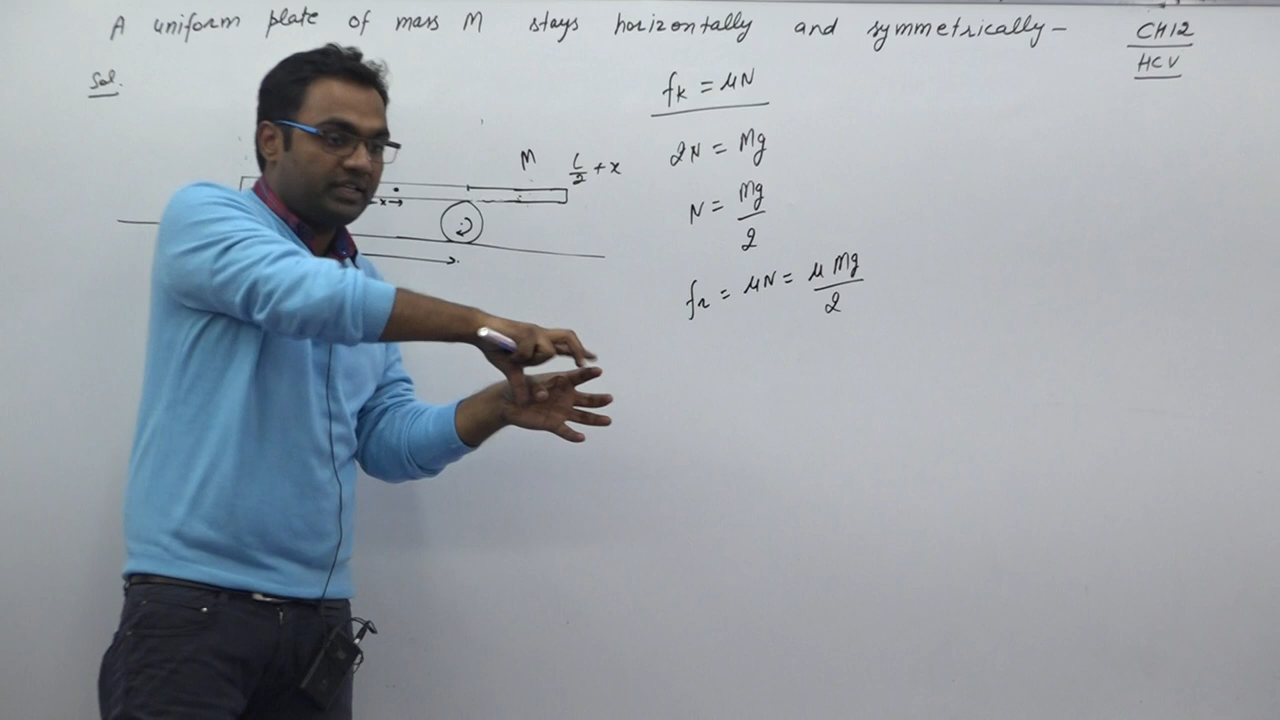 A uniform plate of mass M stays horizontally and symmetrically –
CH12
HCV
Sol.
fk = μN
2N = Mg
N = Mg/2
fr = μN = μMg/2
M
L/2 + x
x→